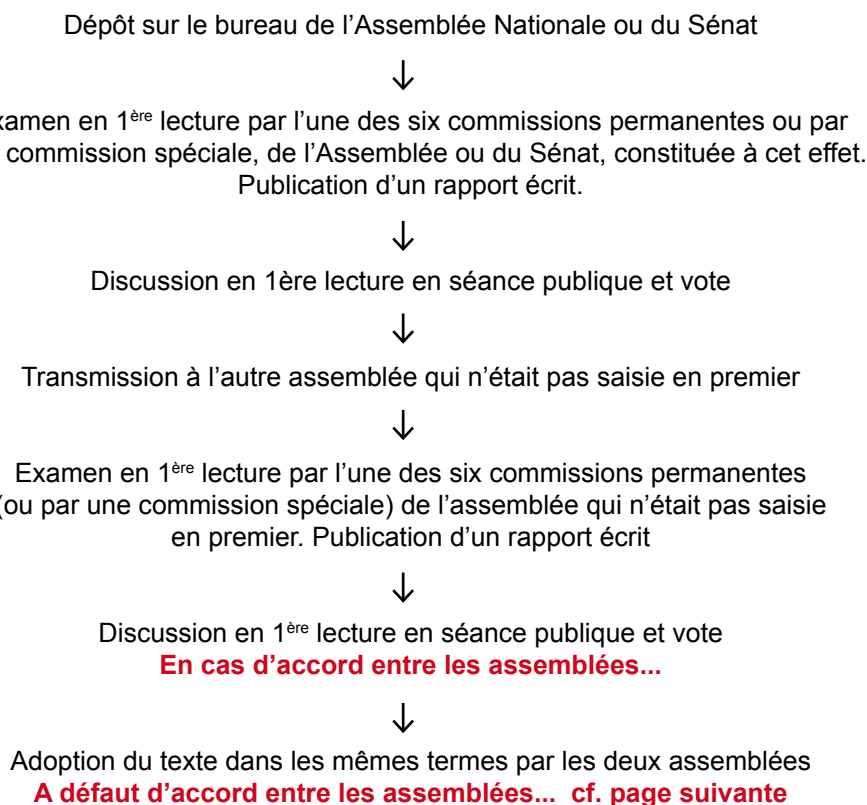 Dépôt sur le bureau de l’Assemblée Nationale ou du Sénat
↓
xamen en 1ère lecture par l’une des six commissions permanentes ou par
commission spéciale, de l’Assemblée ou du Sénat, constituée à cet effet.
Publication d’un rapport écrit.
↓
Discussion en 1ère lecture en séance publique et vote
↓
Transmission à l’autre assemblée qui n’était pas saisie en premier
↓
Examen en 1ère lecture par l’une des six commissions permanentes
(ou par une commission spéciale) de l’assemblée qui n’était pas saisie
en premier. Publication d’un rapport écrit
↓
Discussion en 1ère lecture en séance publique et vote
En cas d’accord entre les assemblées...
↓
Adoption du texte dans les mêmes termes par les deux assemblées
A défaut d’accord entre les assemblées... cf. page suivante